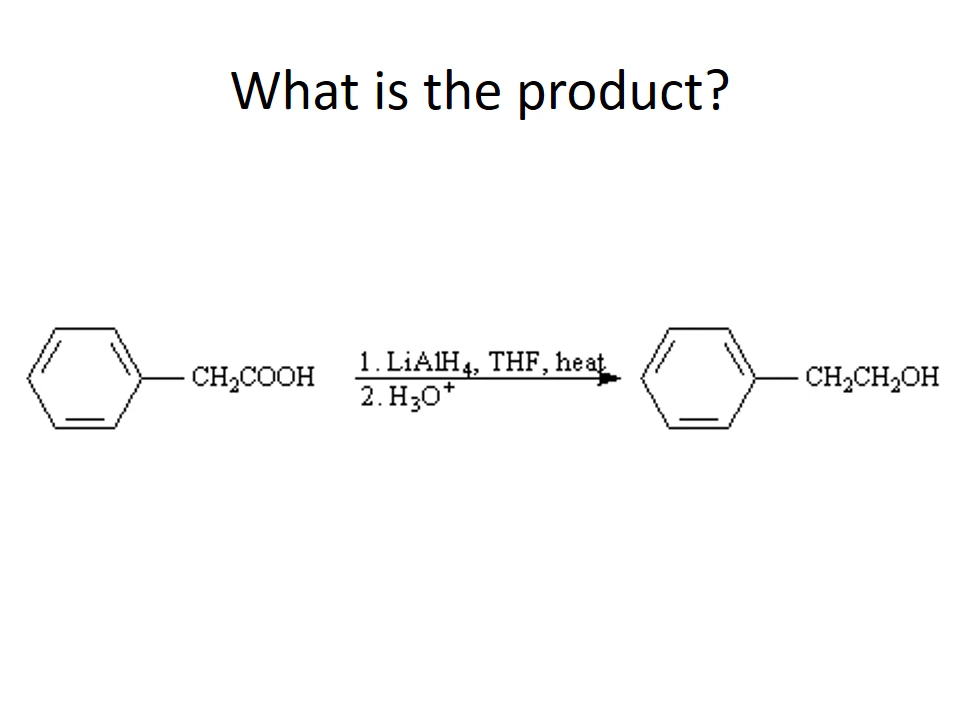 What is the product?
CH₂COOH
1. LiAlH₄, THF, heat
2. H₃O⁺
CH₂CH₂OH